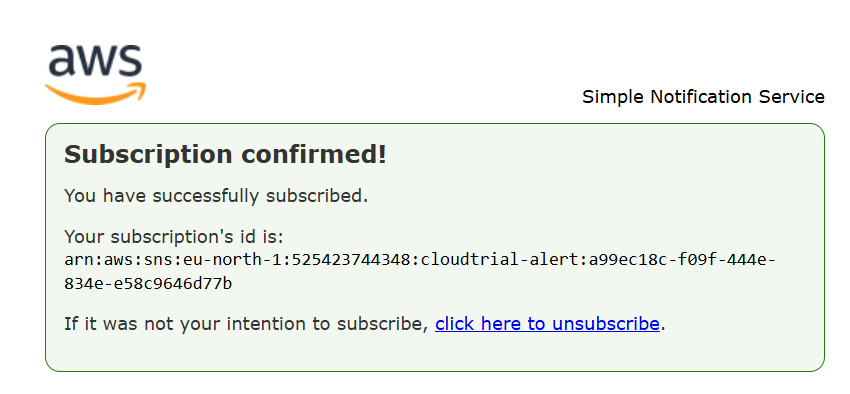 aws
Simple Notification Service
Subscription confirmed!
You have successfully subscribed.
Your subscription's id is:
arn:aws:sns:eu-north-1:525423744348:cloudtrial-alert:a99ec18c-f09f-444e-
834e-e58c9646d77b
If it was not your intention to subscribe, click here to unsubscribe.